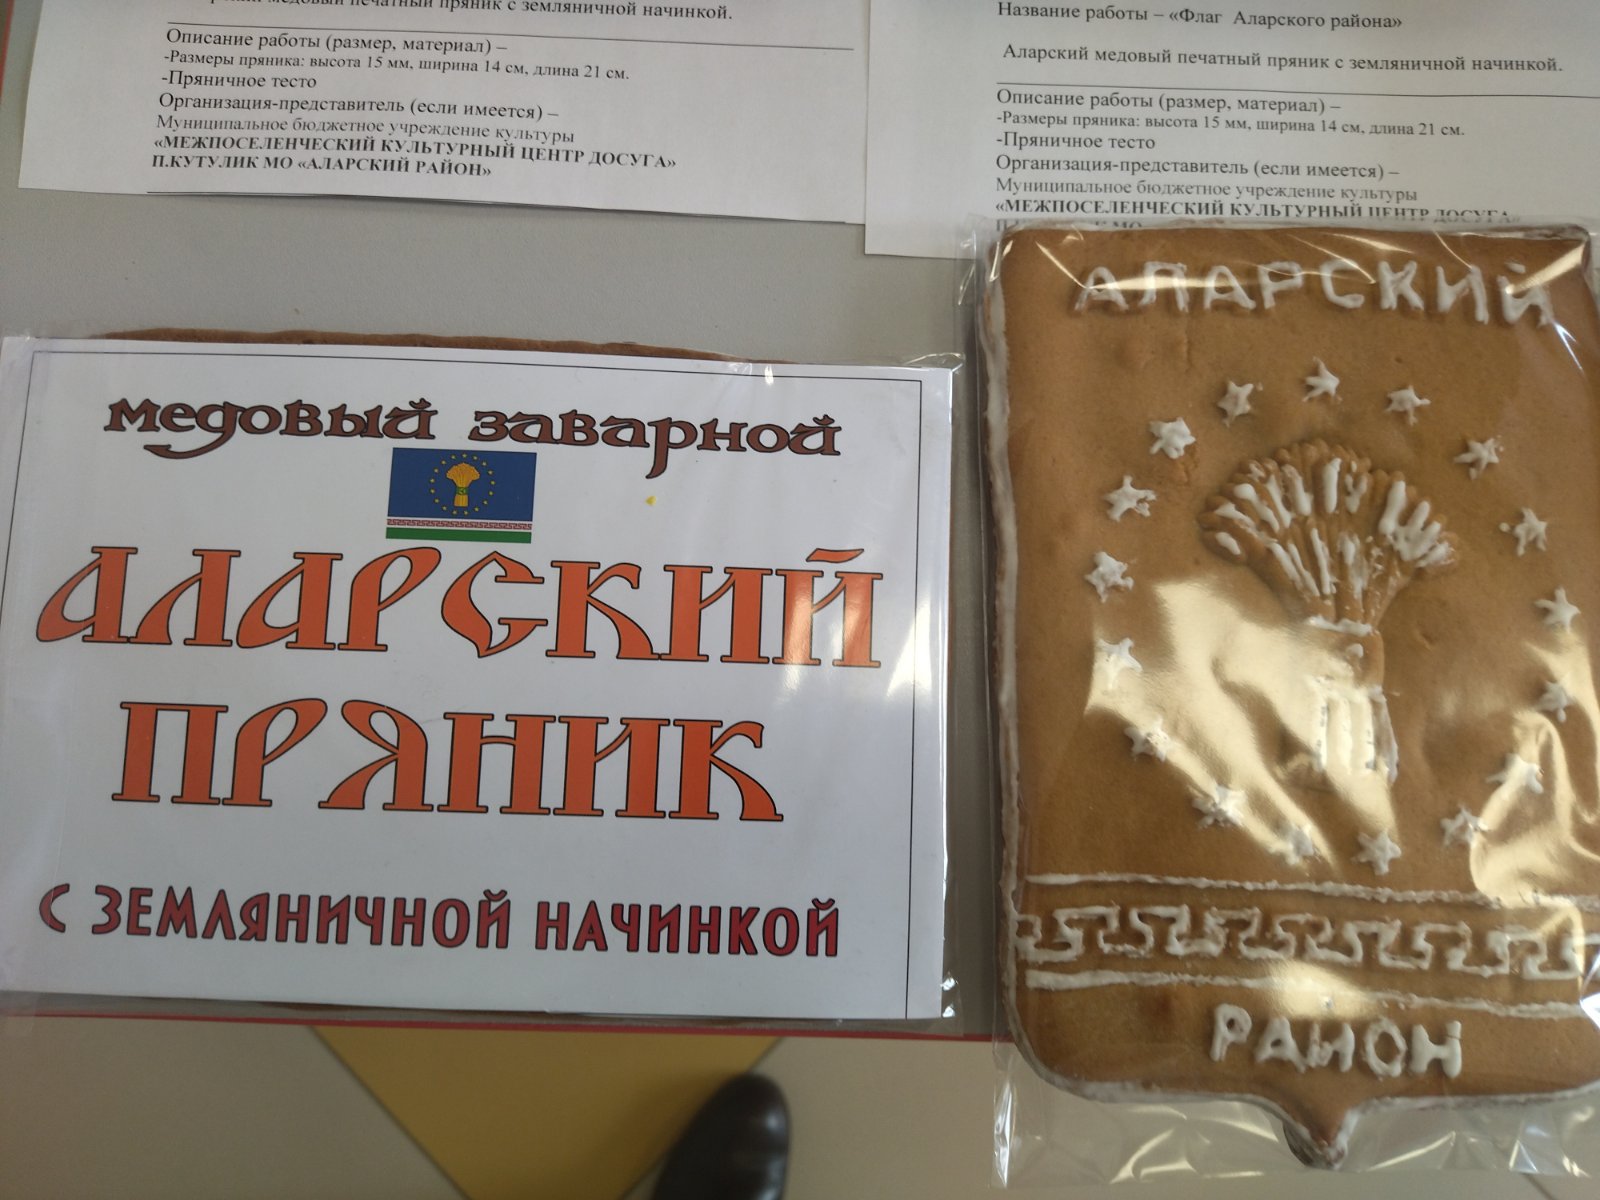 медовый печатный пряник с земляничной начинкой.
Описание работы (размер, материал) –
-Размеры пряника: высота 15 мм, ширина 14 см, длина 21 см.
-Пряничное тесто
Организация-представитель (если имеется) –
Муниципальное бюджетное учреждение культуры
«МЕЖПОСЕЛЕНЧЕСКИЙ КУЛЬТУРНЫЙ ЦЕНТР ДОСУГА»
П.КУТУЛИК МО «АЛАРСКИЙ РАЙОН»
Название работы – «Флаг Аларского района»
Аларский медовый печатный пряник с земляничной начинкой.
Описание работы (размер, материал) –
-Размеры пряника: высота 15 мм, ширина 14 см, длина 21 см.
-Пряничное тесто
Организация-представитель (если имеется) –
Муниципальное бюджетное учреждение культуры
«МЕЖПОСЕЛЕНЧЕСКИЙ КУЛЬТУРНЫЙ ЦЕНТР ДОСУГА»
медовый заварной
АЛАРСКИЙ
ПРЯНИК
С ЗЕМЛЯНИЧНОЙ НАЧИНКОЙ
АЛАРСКИЙ
РАЙОН